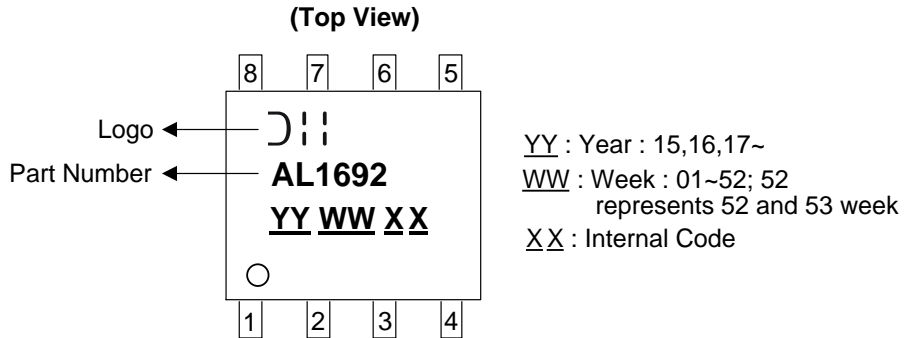 (Top View)
8 7 6 5
Logo
Part Number
AL1692
YY WW X X
1 2 3 4
YY : Year : 15,16,17~
WW : Week : 01~52; 52
represents 52 and 53 week
X X : Internal Code